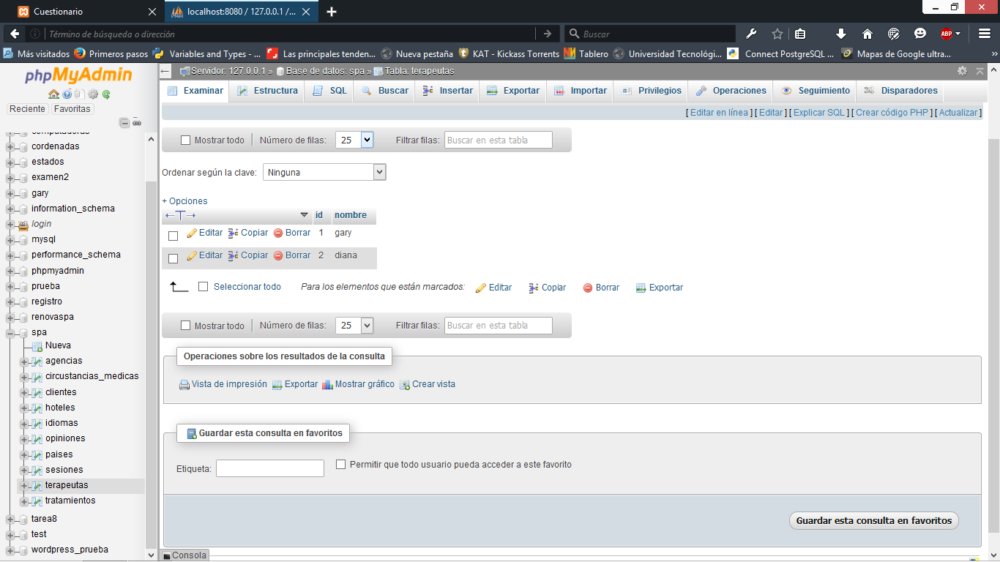 Cuestionario
localhost:8080 / 127.0.0.1 /...
Término de búsqueda o dirección
Buscar
ABP
Más visitados
Primeros pasos
Variables and Types - ...
Las principales tenden...
Nueva pestaña
KAT - Kickass Torrents
Tablero
Universidad Tecnológi...
Connect PostgreSQL ...
Mapas de Google ultra...
phpMyAdmin
Reciente
Favoritas
cordenadas
estados
examen2
gary
information_schema
login
mysql
performance_schema
phpmyadmin
prueba
registro
renovaspa
spa
Nueva
agencias
circustancias_medicas
clientes
hoteles
idiomas
opiniones
paises
sesiones
terapeutas
tratamientos
tarea8
test
wordpress_prueba
Servidor: 127.0.0.1 » Base de datos: spa » Tabla: terapeutas
Examinar
Estructura
SQL
Buscar
Insertar
Exportar
Importar
Privilegios
Operaciones
Seguimiento
Disparadores
[ Editar en línea ] [ Editar ] [ Explicar SQL ] [ Crear código PHP ] [ Actualizar ]
Mostrar todo | Número de filas: 25 Filtrar filas: Buscar en esta tabla
Ordenar según la clave: Ninguna
+ Opciones
←T→ id nombre
Editar Copiar Borrar 1 gary
Editar Copiar Borrar 2 diana
Seleccionar todo Para los elementos que están marcados: Editar Copiar Borrar Exportar
Mostrar todo | Número de filas: 25 Filtrar filas: Buscar en esta tabla
Operaciones sobre los resultados de la consulta
Vista de impresión Exportar Mostrar gráfico Crear vista
Guardar esta consulta en favoritos
Etiqueta: Permitir que todo usuario pueda acceder a este favorito
Guardar esta consulta en favoritos
Consola